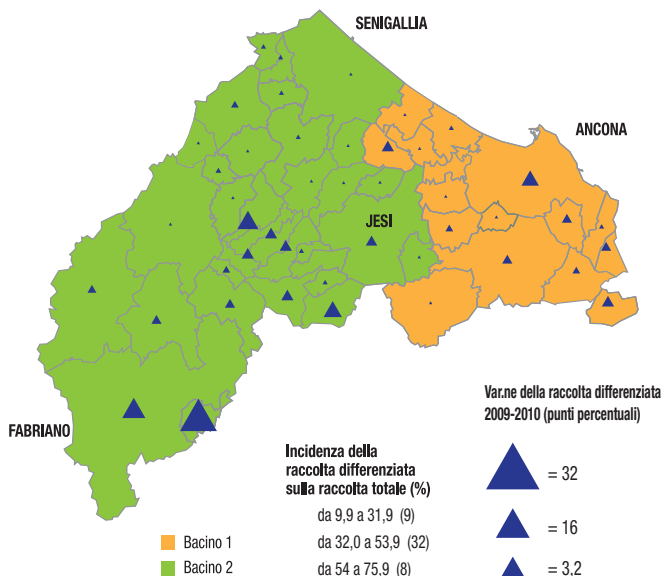 SENIGALLIA
ANCONA
JESI
FABRIANO
Var.ne della raccolta differenziata
2009-2010 (punti percentuali)
= 32
= 16
= 3,2
Incidenza della
raccolta differenziata
sulla raccolta totale (%)
da 9,9 a 31,9 (9)
da 32,0 a 53,9 (32)
da 54 a 75,9 (8)
Bacino 1
Bacino 2